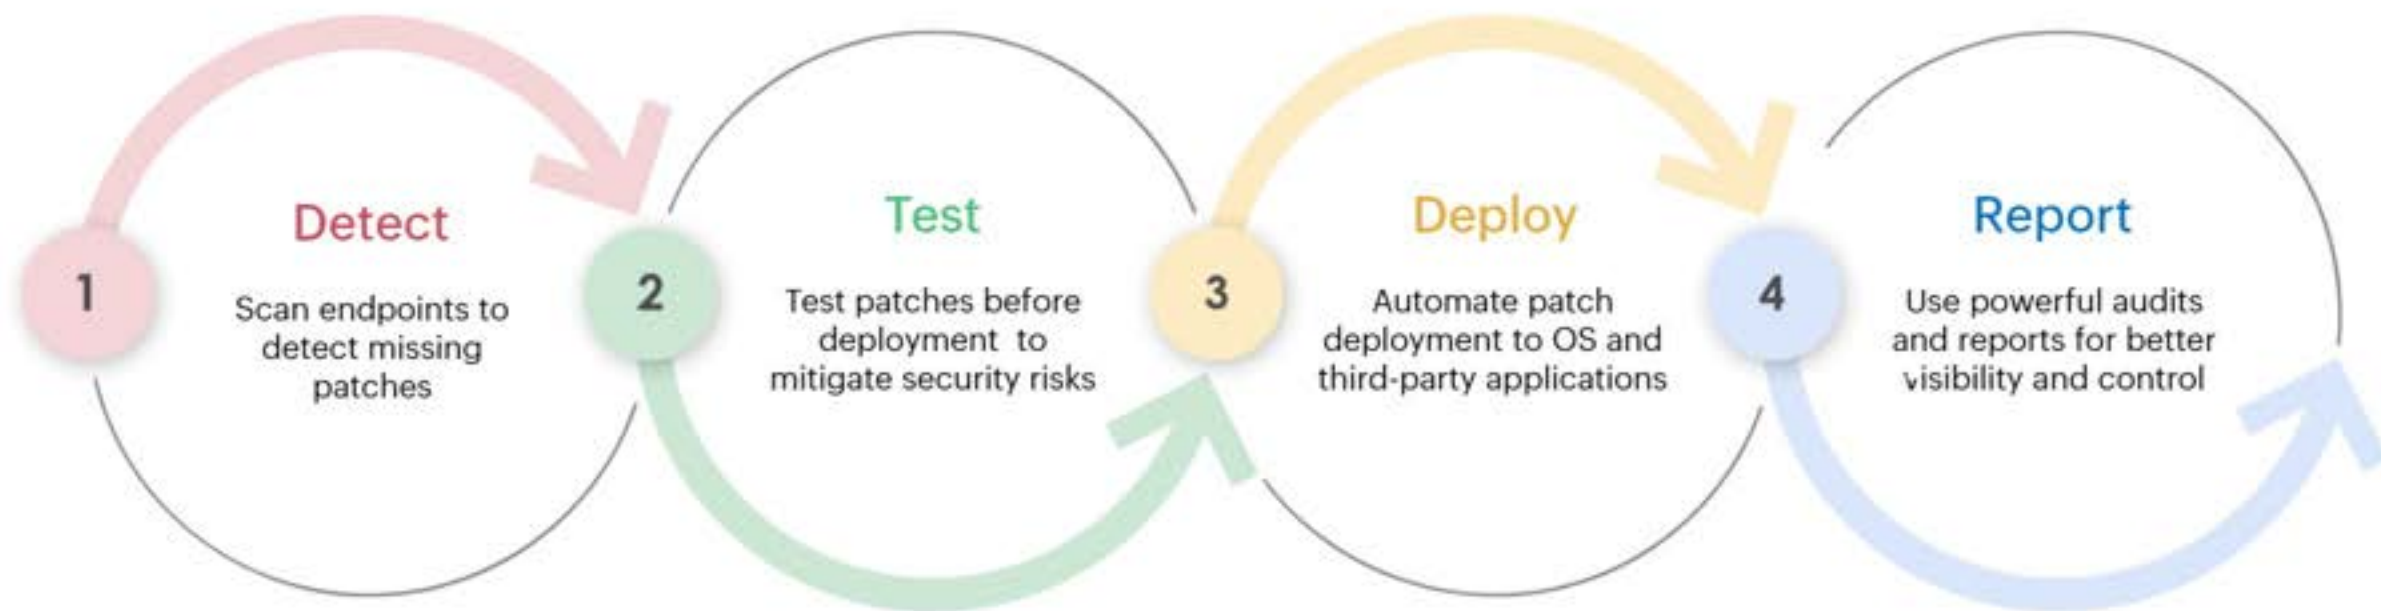 1
Detect
Scan endpoints to
detect missing
patches
2
Test
Test patches before
deployment to
mitigate security risks
3
Deploy
Automate patch
deployment to OS and
third-party applications
4
Report
Use powerful audits
and reports for better
visibility and control